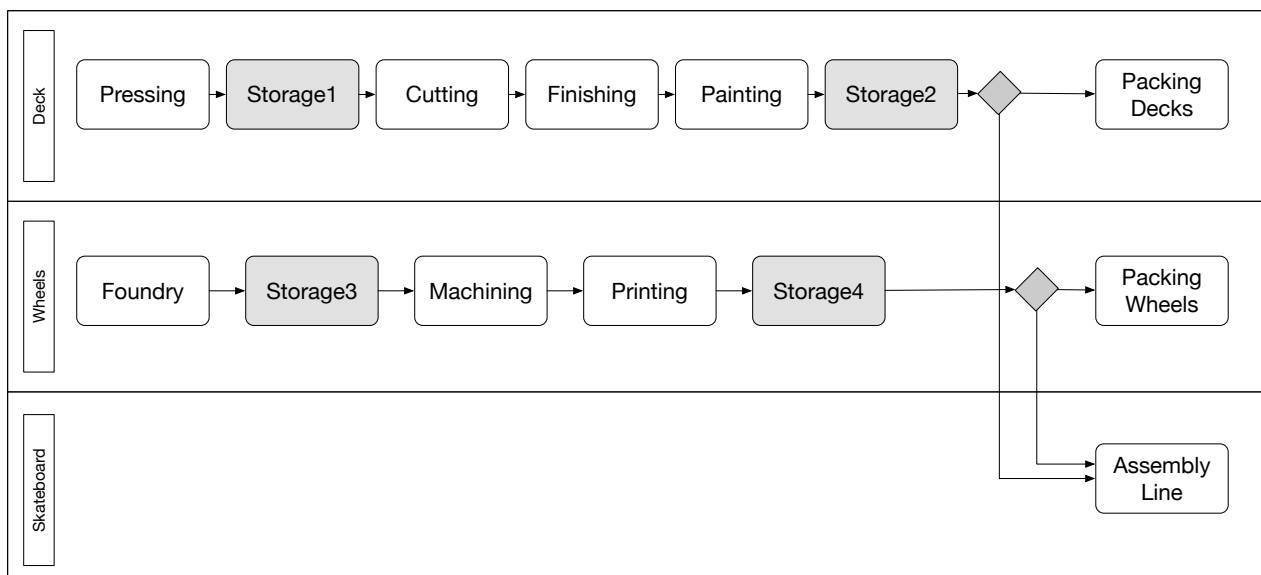 Deck
Pressing
Storage1
Cutting
Finishing
Painting
Storage2
Packing
Decks
Wheels
Foundry
Storage3
Machining
Printing
Storage4
Packing
Wheels
Skateboard
Assembly
Line